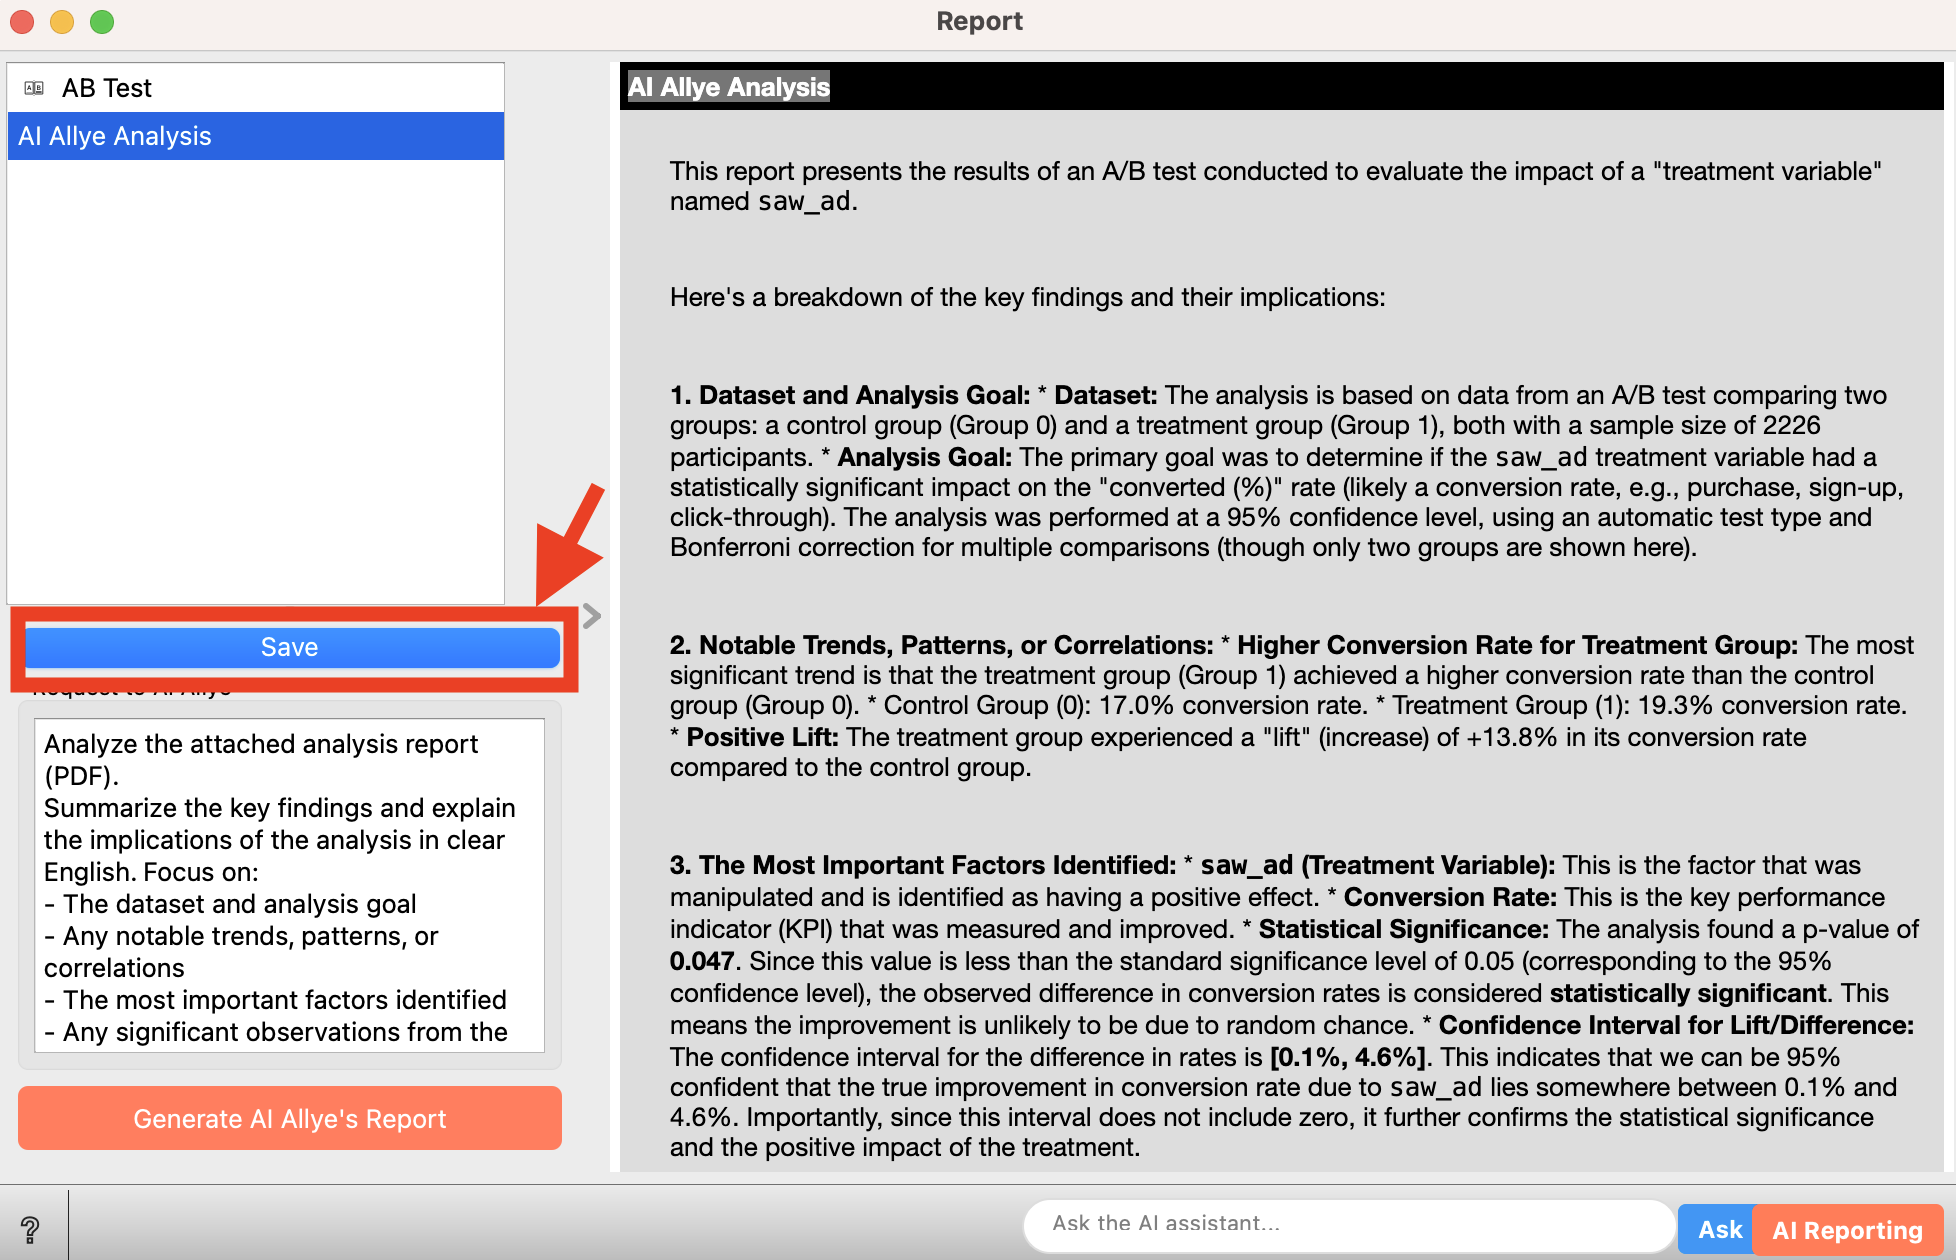 Report
AB Test
AI Allye Analysis
Save
Request to AI Allye
Analyze the attached analysis report
(PDF).
Summarize the key findings and explain
the implications of the analysis in clear
English. Focus on:
- The dataset and analysis goal
- Any notable trends, patterns, or
correlations
- The most important factors identified
- Any significant observations from the
Generate AI Allye's Report
AI Allye Analysis
This report presents the results of an A/B test conducted to evaluate the impact of a "treatment variable"
named saw_ad.
Here's a breakdown of the key findings and their implications:
1. Dataset and Analysis Goal: * Dataset: The analysis is based on data from an A/B test comparing two
groups: a control group (Group 0) and a treatment group (Group 1), both with a sample size of 2226
participants. * Analysis Goal: The primary goal was to determine if the saw_ad treatment variable had a
statistically significant impact on the "converted (%)" rate (likely a conversion rate, e.g., purchase, sign-up,
click-through). The analysis was performed at a 95% confidence level, using an automatic test type and
Bonferroni correction for multiple comparisons (though only two groups are shown here).
2. Notable Trends, Patterns, or Correlations: * Higher Conversion Rate for Treatment Group: The most
significant trend is that the treatment group (Group 1) achieved a higher conversion rate than the control
group (Group 0). * Control Group (0): 17.0% conversion rate. * Treatment Group (1): 19.3% conversion rate.
* Positive Lift: The treatment group experienced a "lift" (increase) of +13.8% in its conversion rate
compared to the control group.
3. The Most Important Factors Identified: * saw_ad (Treatment Variable): This is the factor that was
manipulated and is identified as having a positive effect. * Conversion Rate: This is the key performance
indicator (KPI) that was measured and improved. * Statistical Significance: The analysis found a p-value of
0.047. Since this value is less than the standard significance level of 0.05 (corresponding to the 95%
confidence level), the observed difference in conversion rates is considered statistically significant. This
means the improvement is unlikely to be due to random chance. * Confidence Interval for Lift/Difference:
The confidence interval for the difference in rates is [0.1%, 4.6%]. This indicates that we can be 95%
confident that the true improvement in conversion rate due to saw_ad lies somewhere between 0.1% and
4.6%. Importantly, since this interval does not include zero, it further confirms the statistical significance
and the positive impact of the treatment.
?
Ask the AI assistant...
Ask
AI Reporting